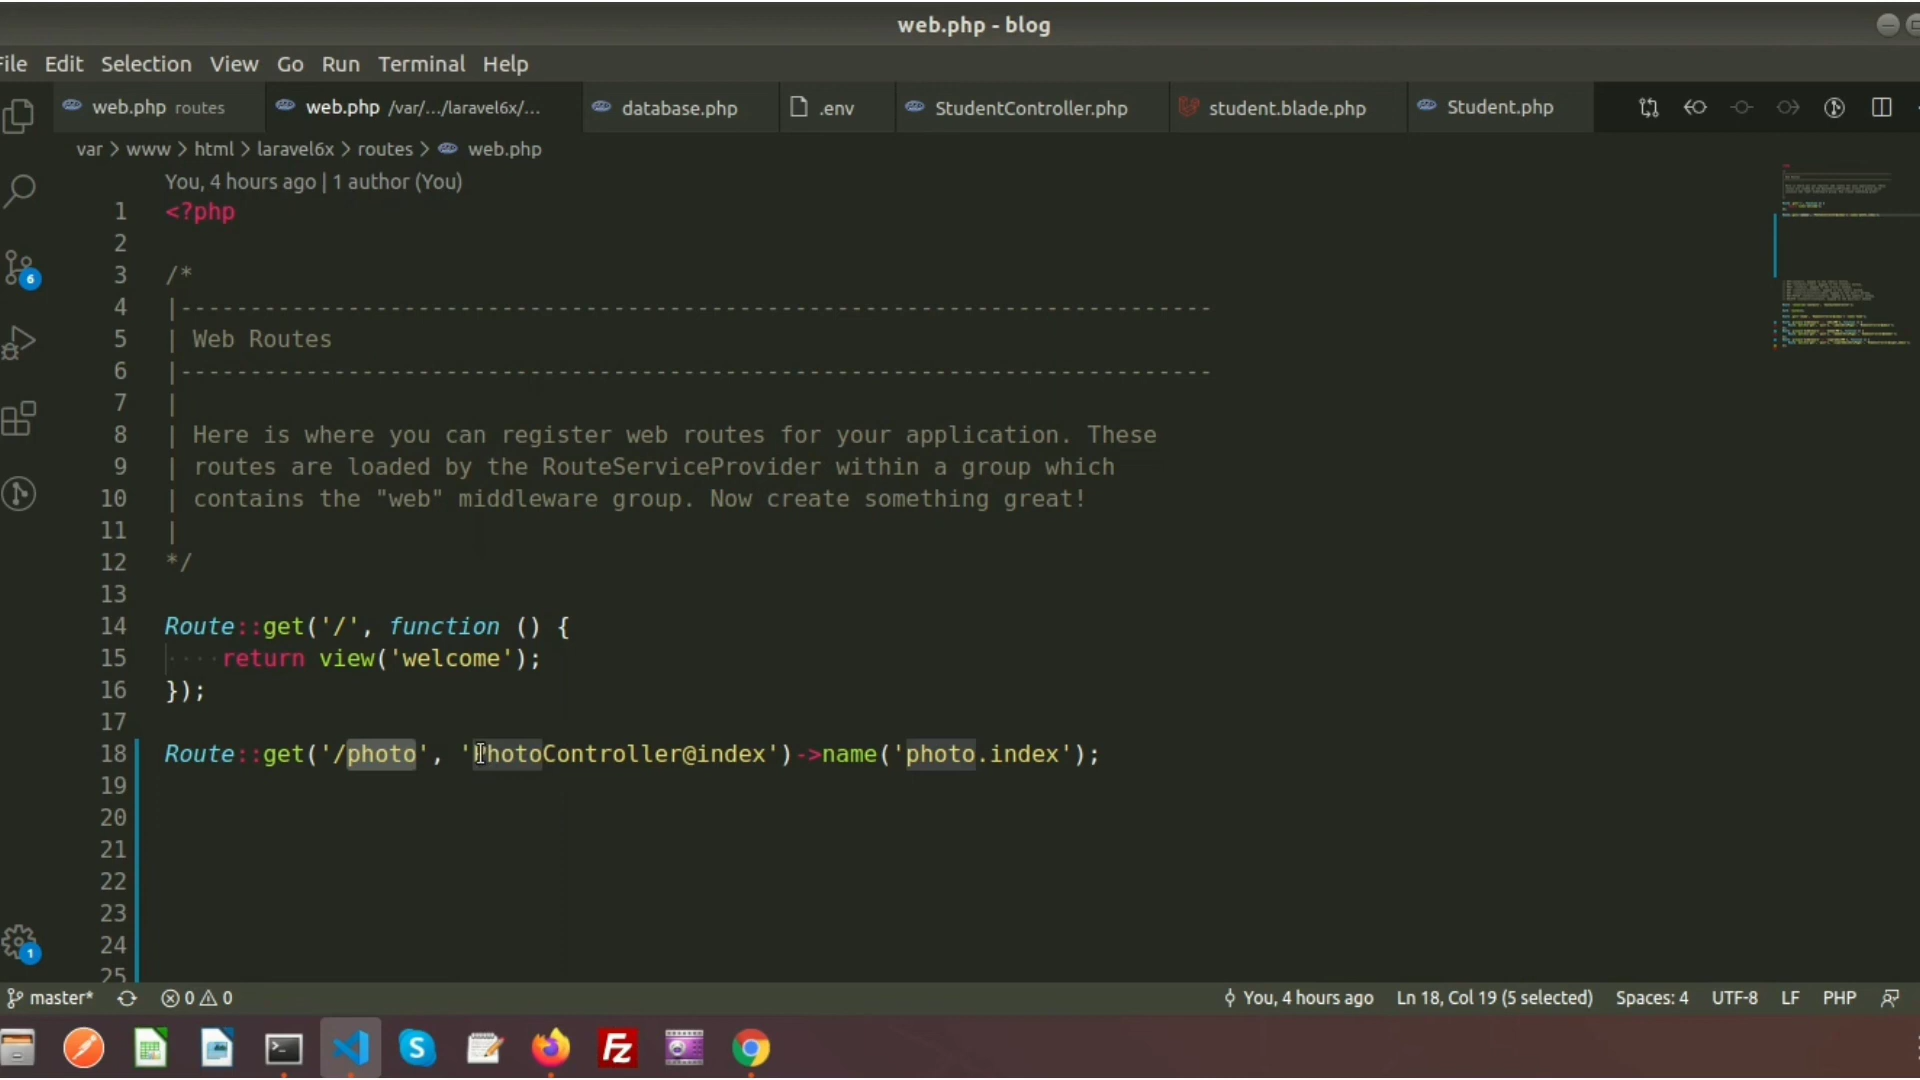 web.php - blog
File Edit Selection View Go Run Terminal Help
web.php routes web.php /var/.../laravel6x/... database.php .env StudentController.php student.blade.php Student.php
var > www > html > laravel6x > routes > web.php
You, 4 hours ago | 1 author (You)
1 <?php
2
3 /*
4 |--------------------------------------------------------------------------
5 | Web Routes
6 |--------------------------------------------------------------------------
7 |
8 | Here is where you can register web routes for your application. These
9 | routes are loaded by the RouteServiceProvider within a group which
10 | contains the "web" middleware group. Now create something great!
11 |
12 */
13
14 Route::get('/', function () {
15 ····return view('welcome');
16 });
17
18 Route::get('/photo', 'PhotoController@index')->name('photo.index');
19
20
21
22
23
24
25
6
1
master* 0 0 You, 4 hours ago Ln 18, Col 19 (5 selected) Spaces: 4 UTF-8 LF PHP
S Fz